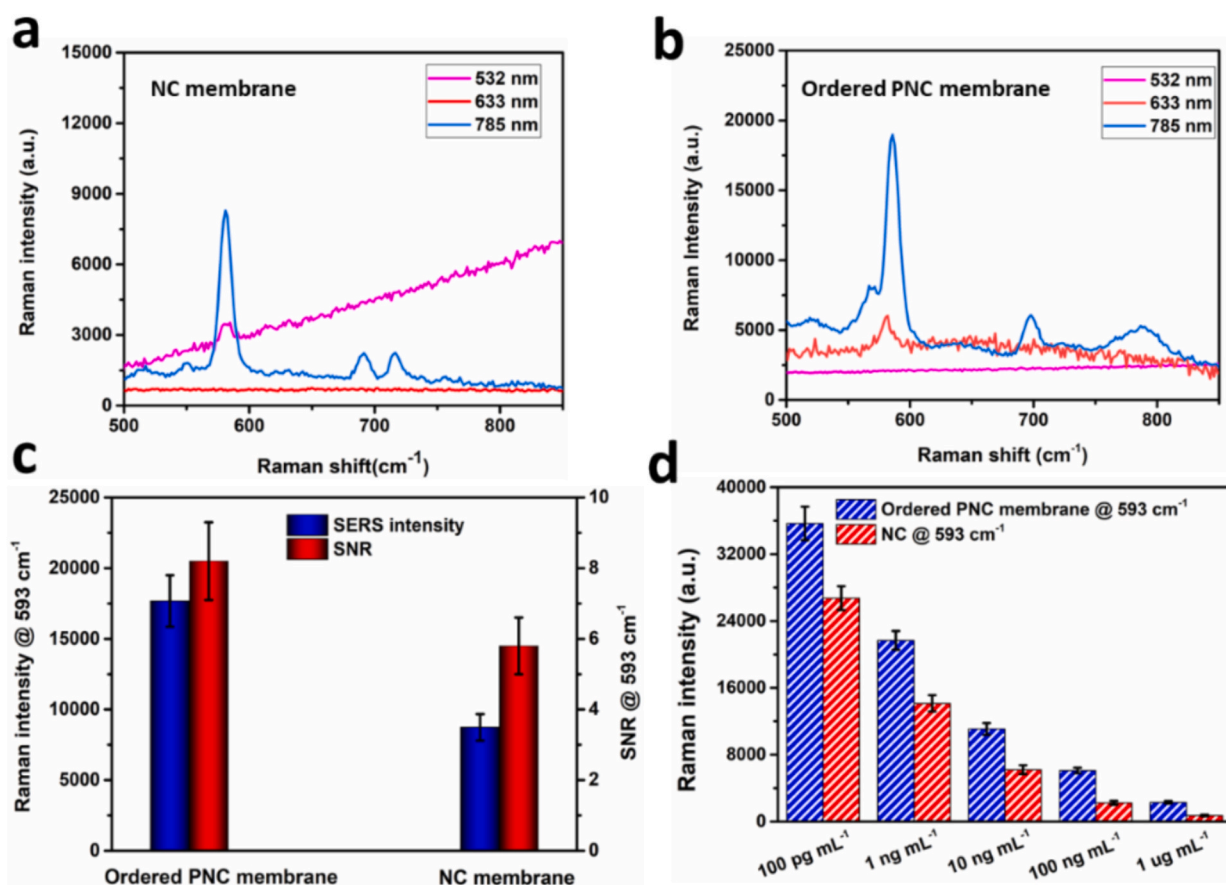 a
15000
12000
9000
6000
3000
0
Raman intensity (a.u.)
NC membrane
532 nm
633 nm
785 nm
500
600
700
800
Raman shift(cm⁻¹)
b
25000
20000
15000
10000
5000
0
Raman Intensity (a.u.)
Ordered PNC membrane
532 nm
633 nm
785 nm
500
600
700
800
Raman shift (cm⁻¹)
c
25000
20000
15000
10000
5000
0
Raman intensity @ 593 cm⁻¹
SERS intensity
SNR
10
8
6
4
2
0
SNR @ 593 cm⁻¹
Ordered PNC membrane
NC membrane
d
40000
32000
24000
16000
8000
0
Raman intensity (a.u.)
Ordered PNC membrane @ 593 cm⁻¹
NC @ 593 cm⁻¹
100 pg mL⁻¹
1 ng mL⁻¹
10 ng mL⁻¹
100 ng mL⁻¹
1 ug mL⁻¹